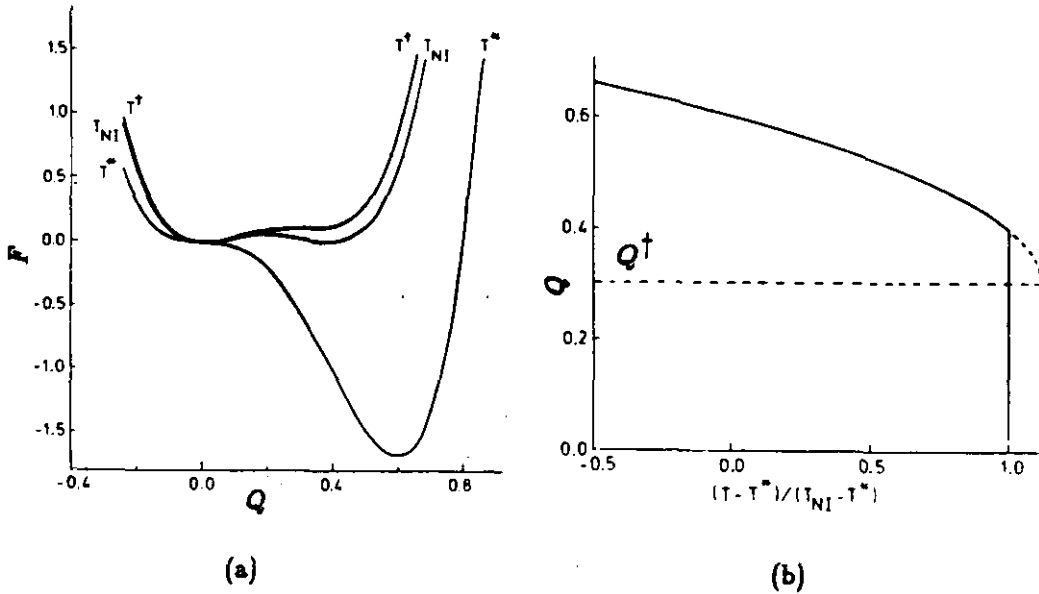 1.5
1.0
0.5
0.0
-0.5
-1.0
-1.5
F
T† T_NI T*
T†
T_NI
T*
-0.4 0.0 0.4 0.8
Q
(a)
0.6
0.4
0.2
0.0
Q
Q†
-0.5 0.0 0.5 1.0
(T-T*)/(T_NI-T*)
(b)